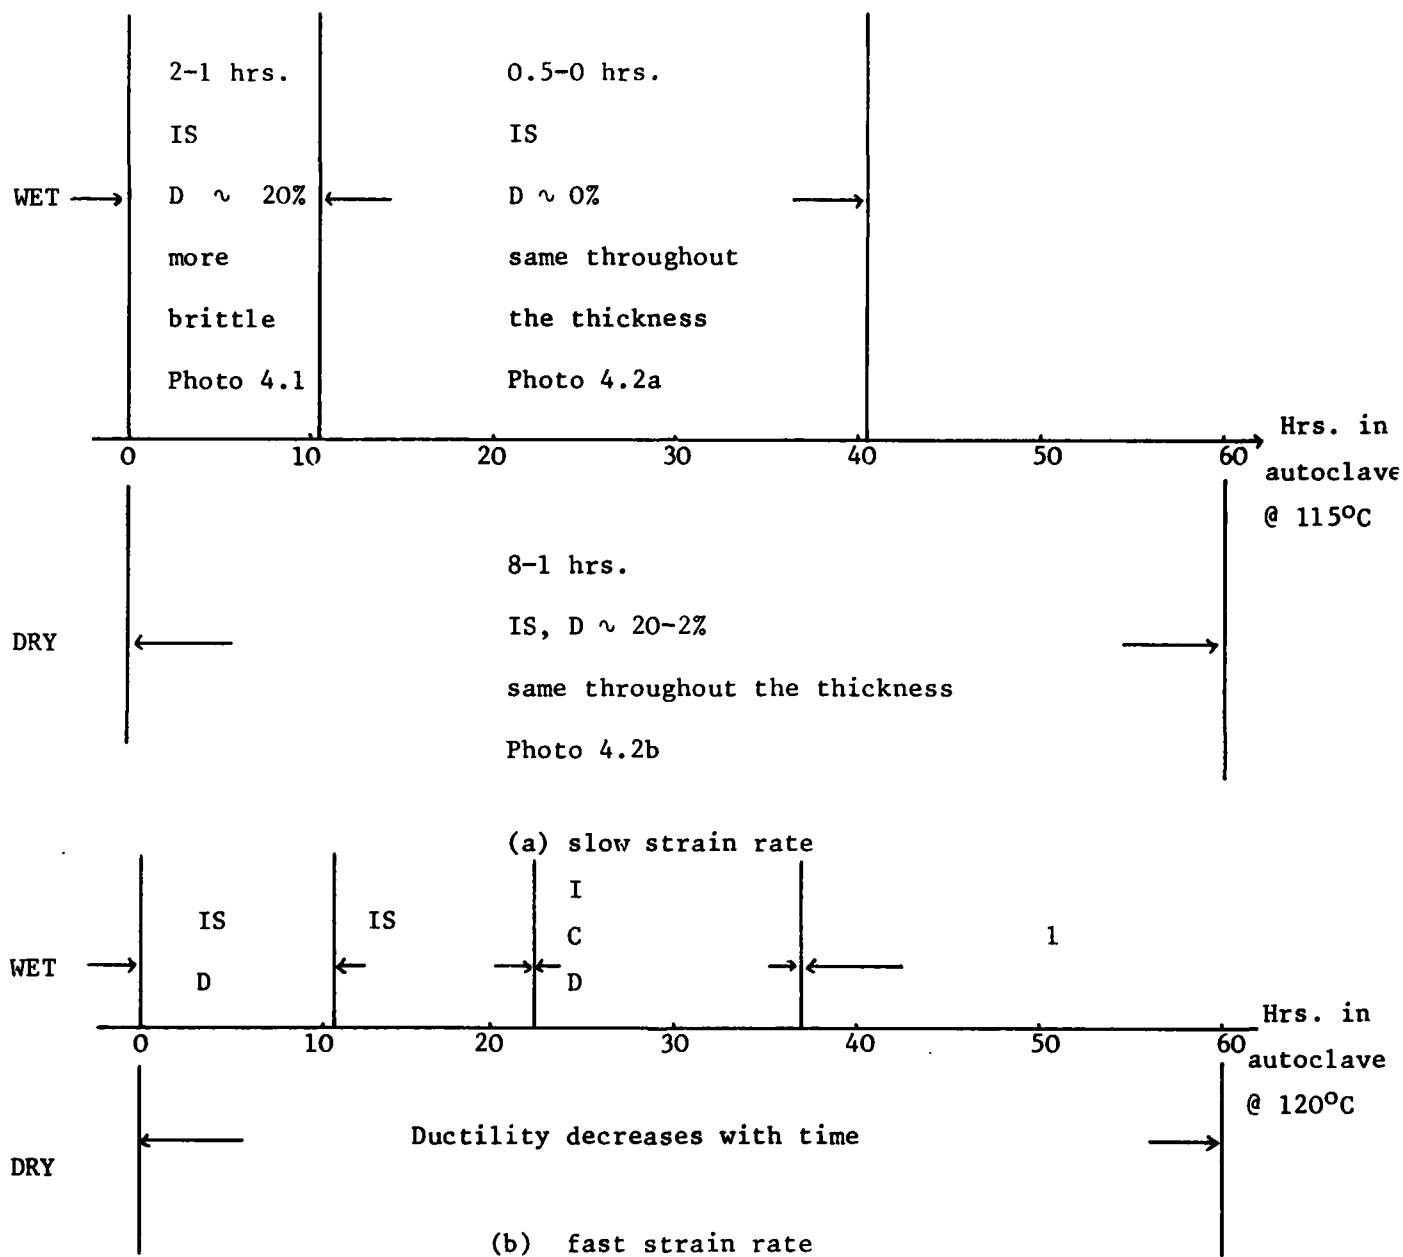 2-1 hrs.
IS
D ∿ 20%
more
brittle
Photo 4.1
0.5-0 hrs.
IS
D ∿ 0%
same throughout
the thickness
Photo 4.2a
WET
0 10 20 30 40 50 60
Hrs. in
autoclave
@ 115°C
DRY
8-1 hrs.
IS, D ∿ 20-2%
same throughout the thickness
Photo 4.2b
(a) slow strain rate
WET
IS
D
IS
I
C
D
1
0 10 20 30 40 50 60
Hrs. in
autoclave
@ 120°C
DRY
Ductility decreases with time
(b) fast strain rate